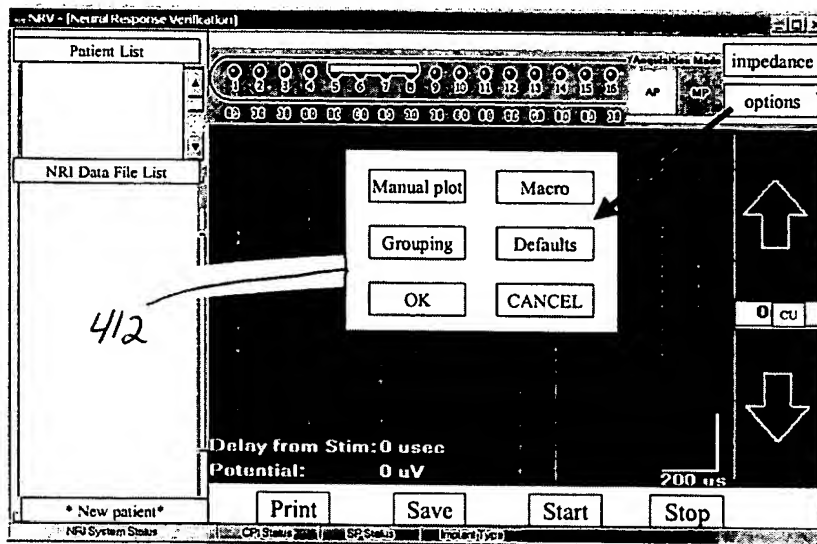 NRV - [Neural Response Verification]
Patient List
Acquisition Mode
impedance
1 2 3 4 5 6 7 8 9 10 11 12 13 14 15 16
AP
MP
options
NRI Data File List
Manual plot
Macro
Grouping
Defaults
OK
CANCEL
412
0 CU
Delay from Stim: 0 usec
Potential: 0 uV
200 us
* New patient*
Print
Save
Start
Stop
NRI System Status
CPI Status
SP Status
Implant Type